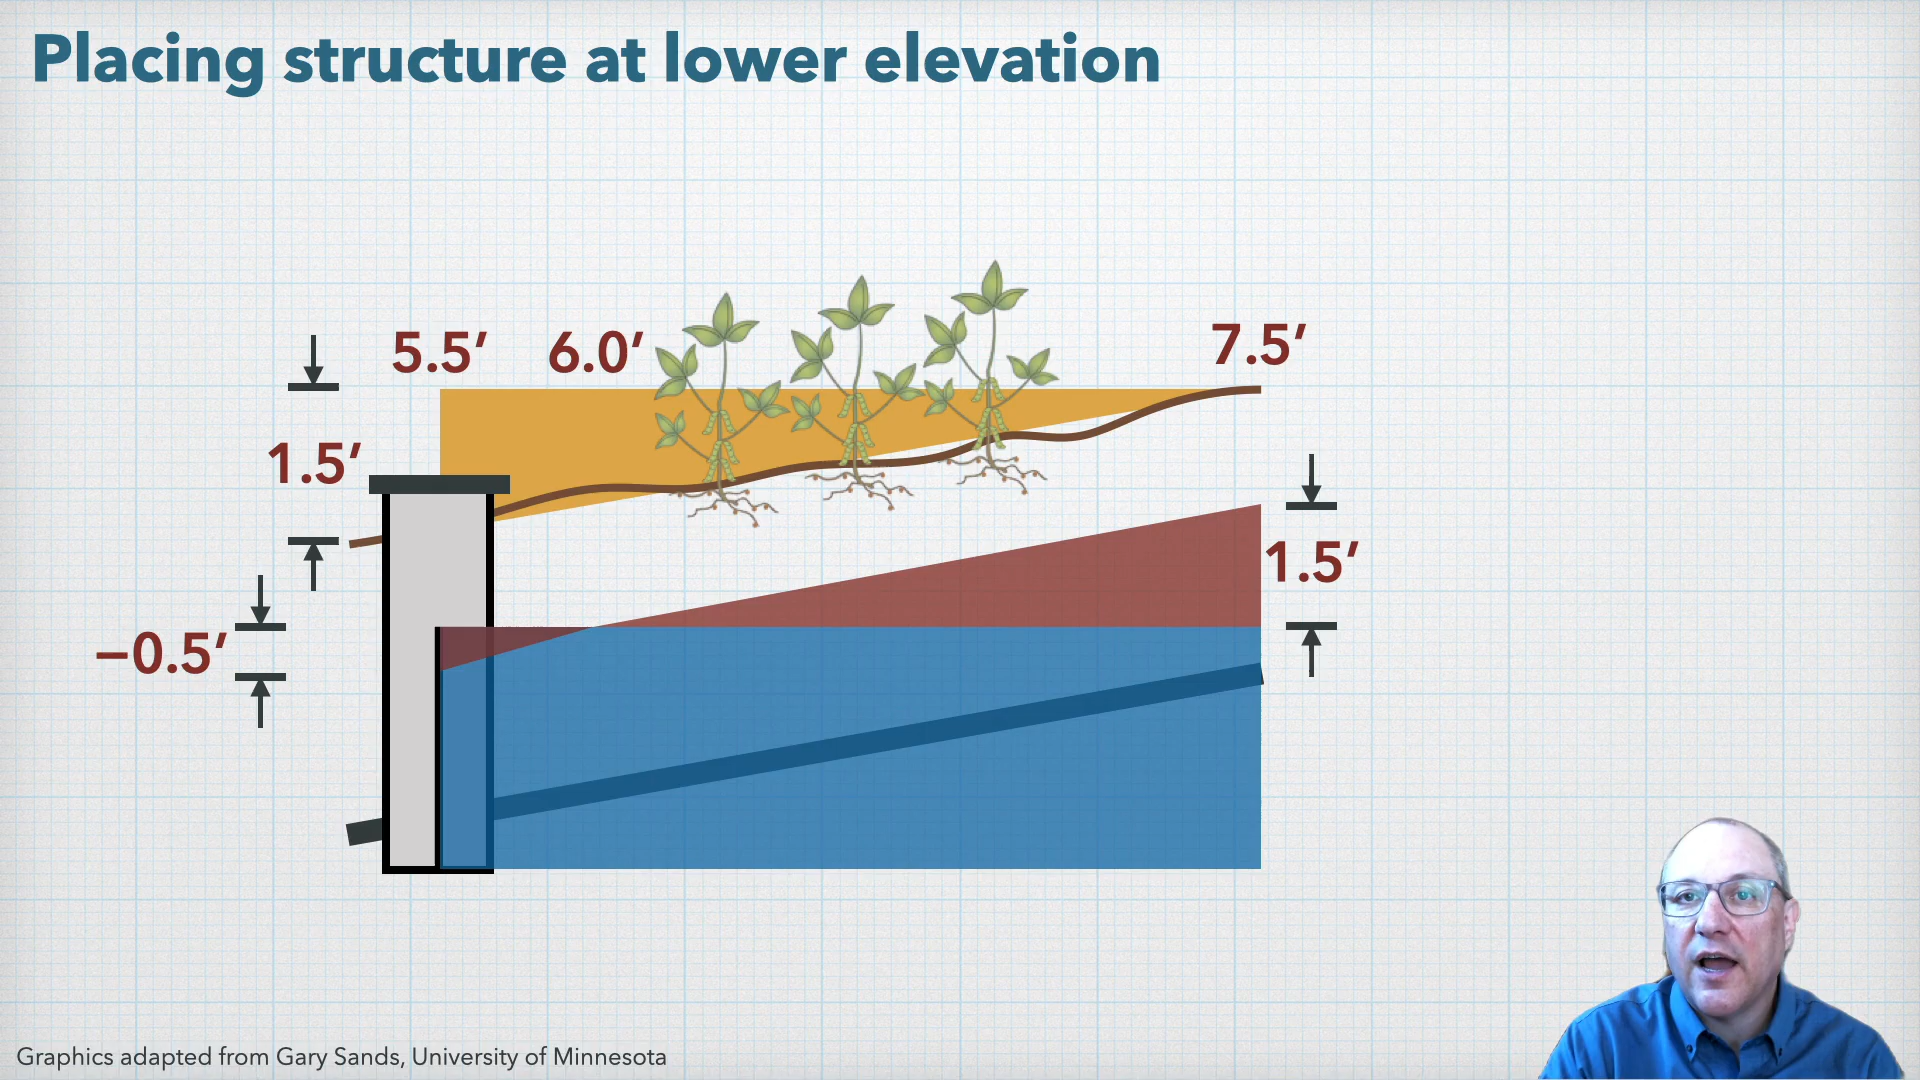 Placing structure at lower elevation
5.5′ 6.0′ 7.5′
1.5′
1.5′
−0.5′
Graphics adapted from Gary Sands, University of Minnesota